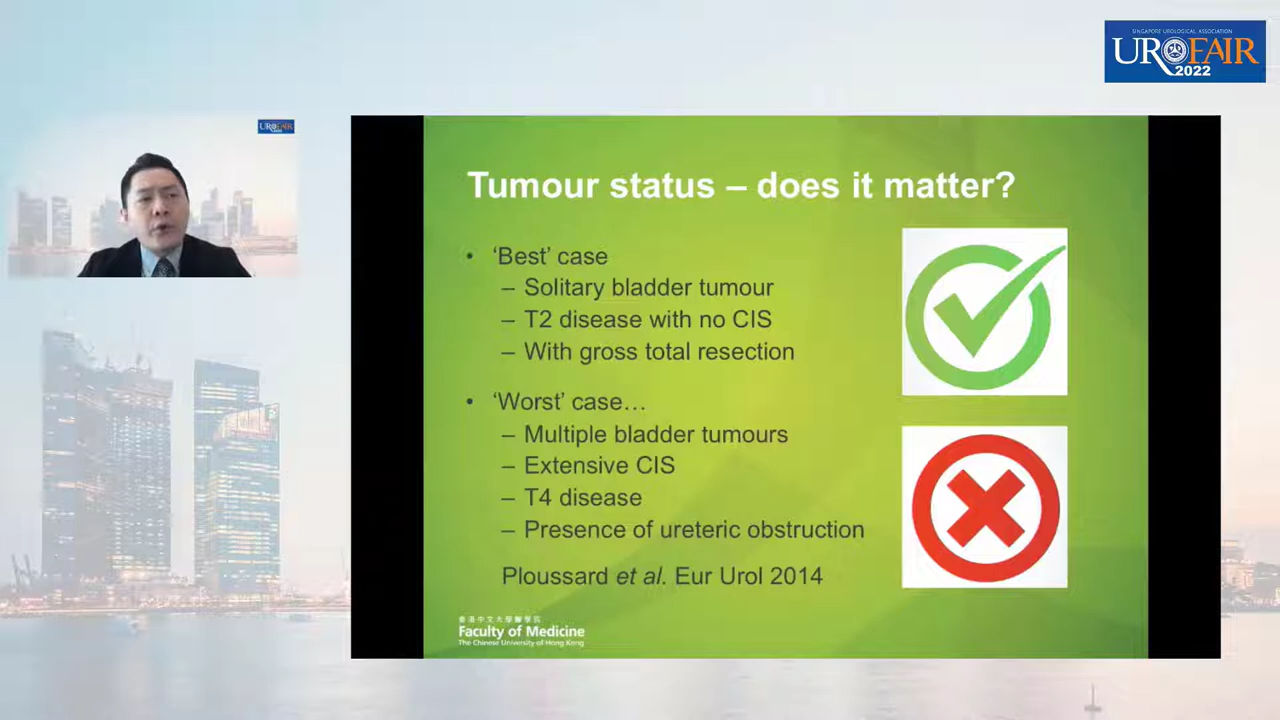 SINGAPORE UROLOGICAL ASSOCIATION
UROFAIR
2022
UROFAIR
Tumour status – does it matter?
• ‘Best’ case
– Solitary bladder tumour
– T2 disease with no CIS
– With gross total resection
• ‘Worst’ case…
– Multiple bladder tumours
– Extensive CIS
– T4 disease
– Presence of ureteric obstruction
Ploussard et al. Eur Urol 2014
香港中文大學醫學院
Faculty of Medicine
The Chinese University of Hong Kong